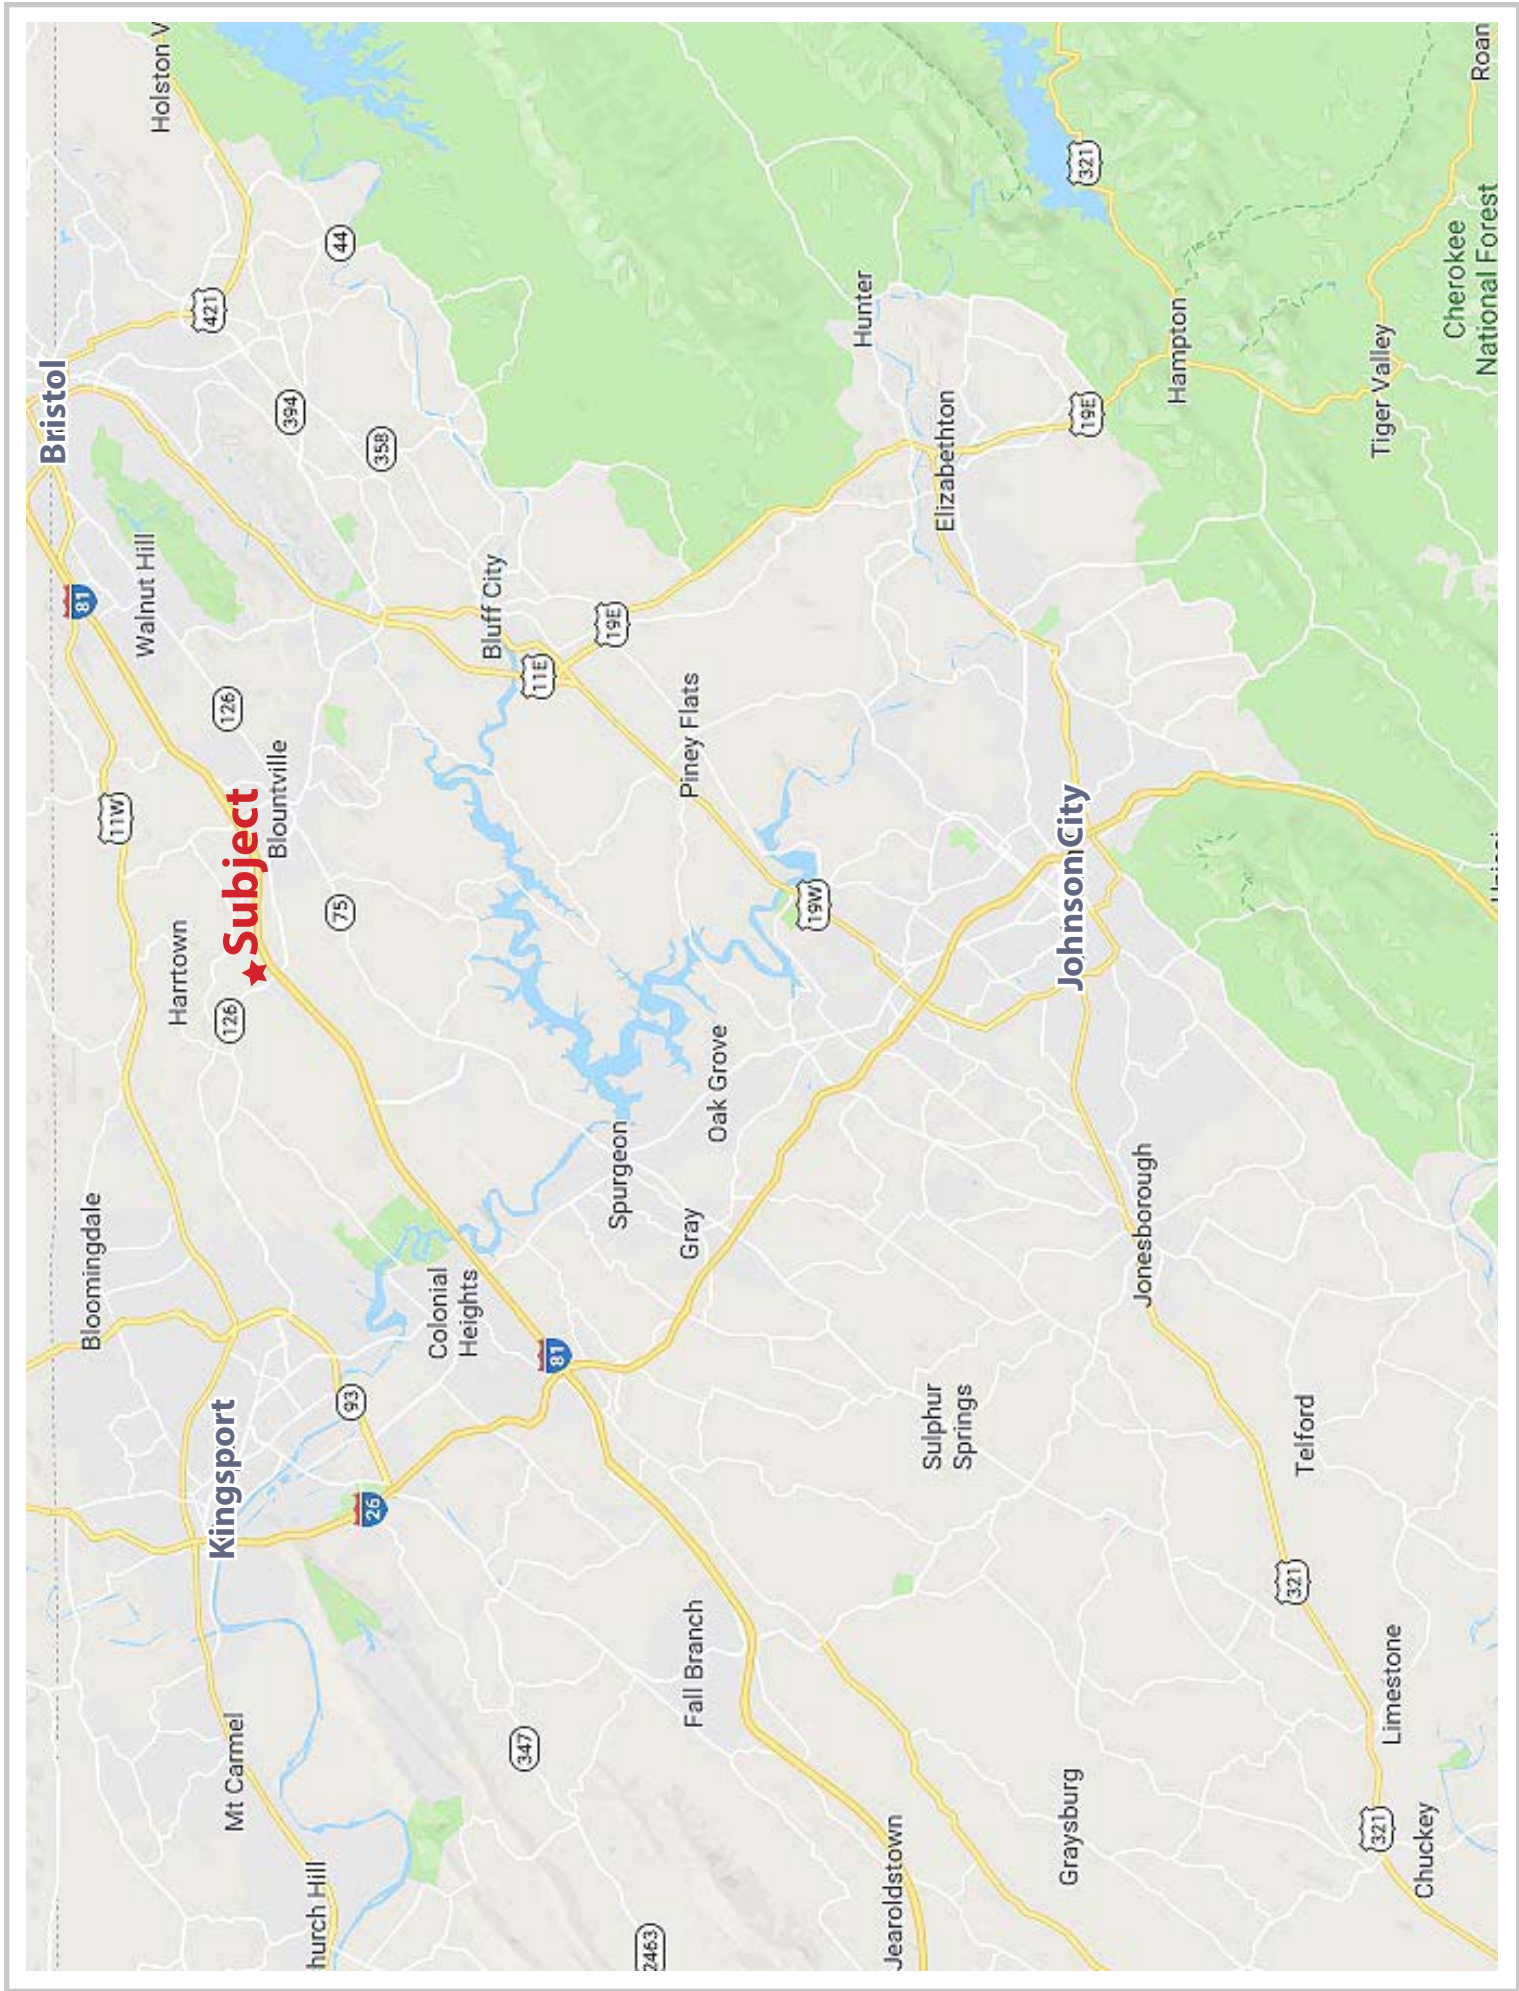 Bristol
81
Bloomingdale
11W
Walnut Hill
Holston V
Harrtown
421
Kingsport
126
126
Mt Carmel
Subject
Blountville
394
hurch Hill
75
44
93
26
358
Colonial
Heights
Bluff City
347
11E
81
Spurgeon
19E
2463
Fall Branch
Gray
Piney Flats
Oak Grove
19W
Hunter
Jearoldstown
Sulphur
Springs
Elizabethton
Graysburg
Johnson City
19E
321
Jonesborough
Hampton
321
Telford
321
Limestone
Tiger Valley
Chuckey
Cherokee
National Forest
Roan